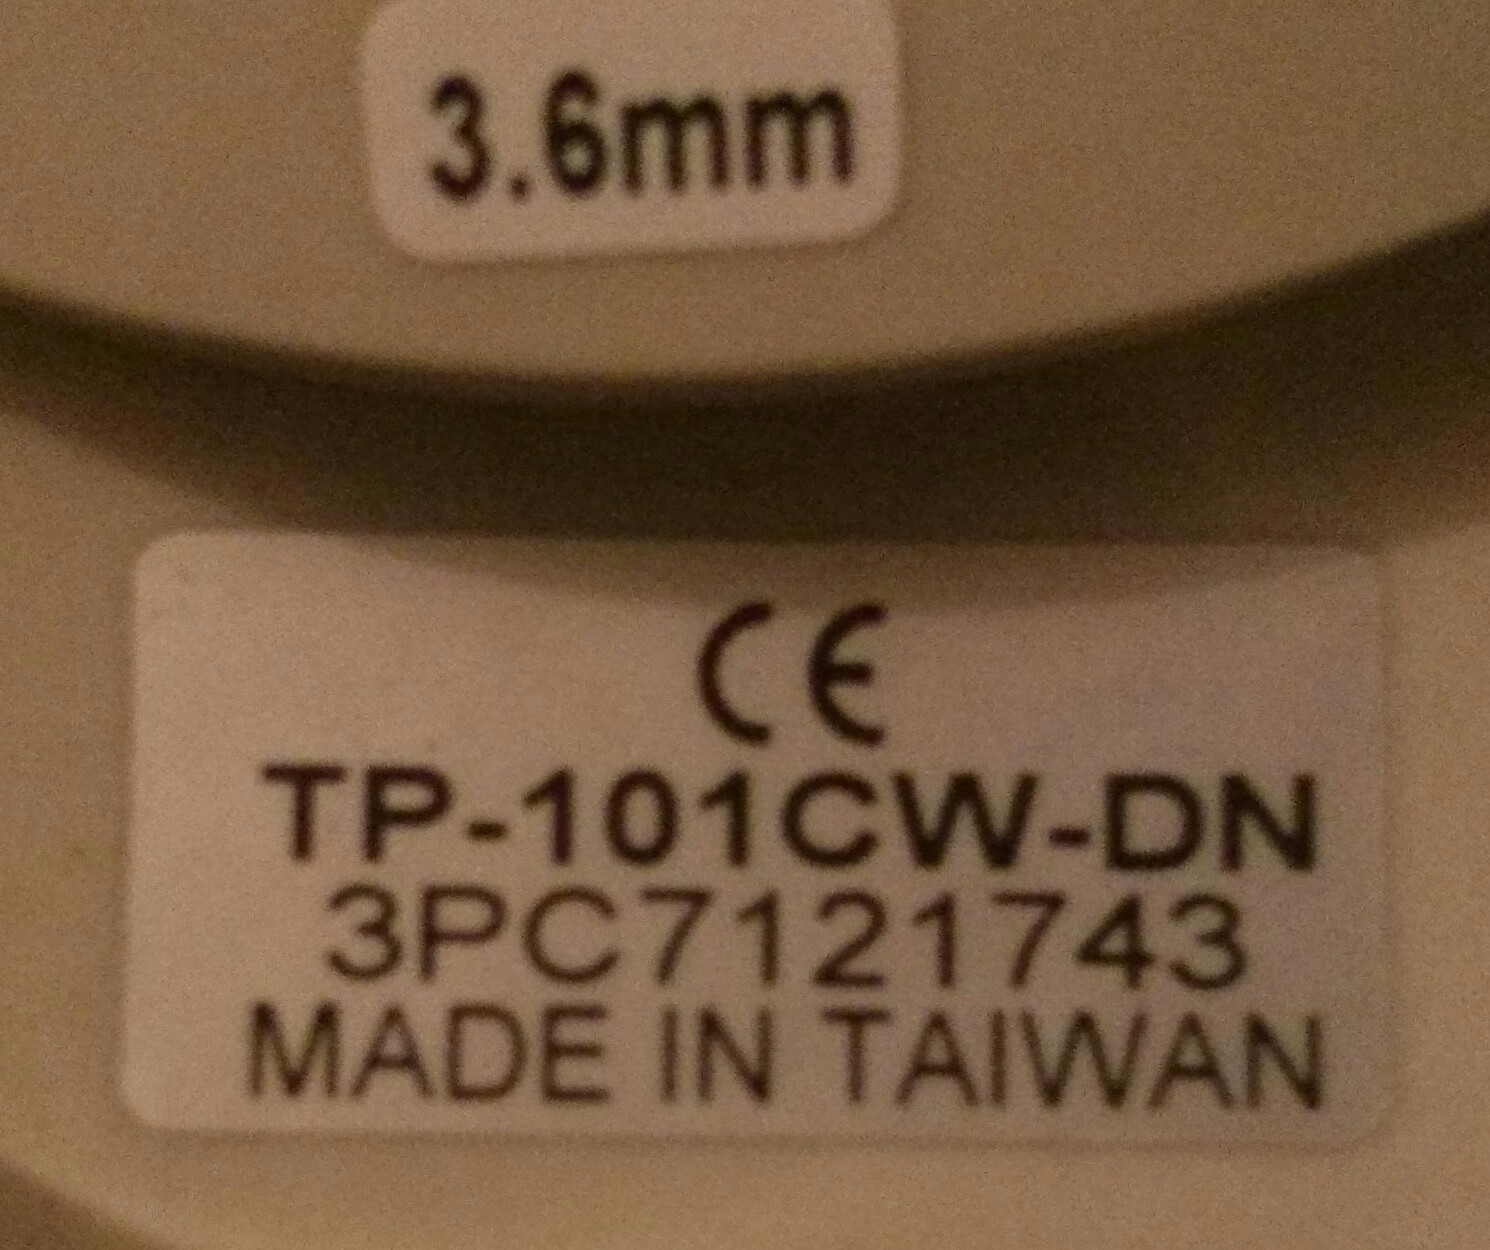 3.6mm
CE
TP-101CW-DN
3PC7121743
MADE IN TAIWAN